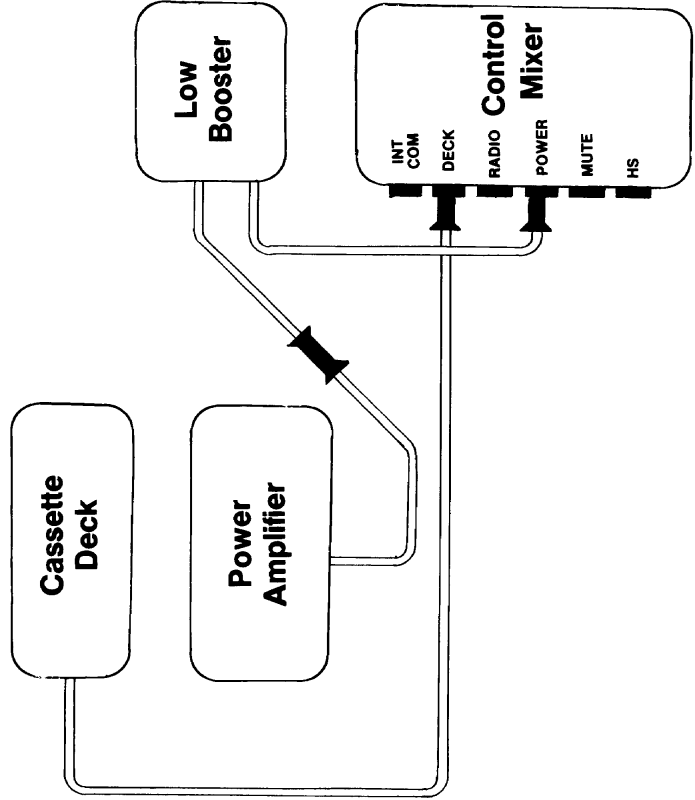 Low
Booster
Control
Mixer
INT
COM
DECK
RADIO
POWER
MUTE
HS
Cassette
Deck
Power
Amplifier